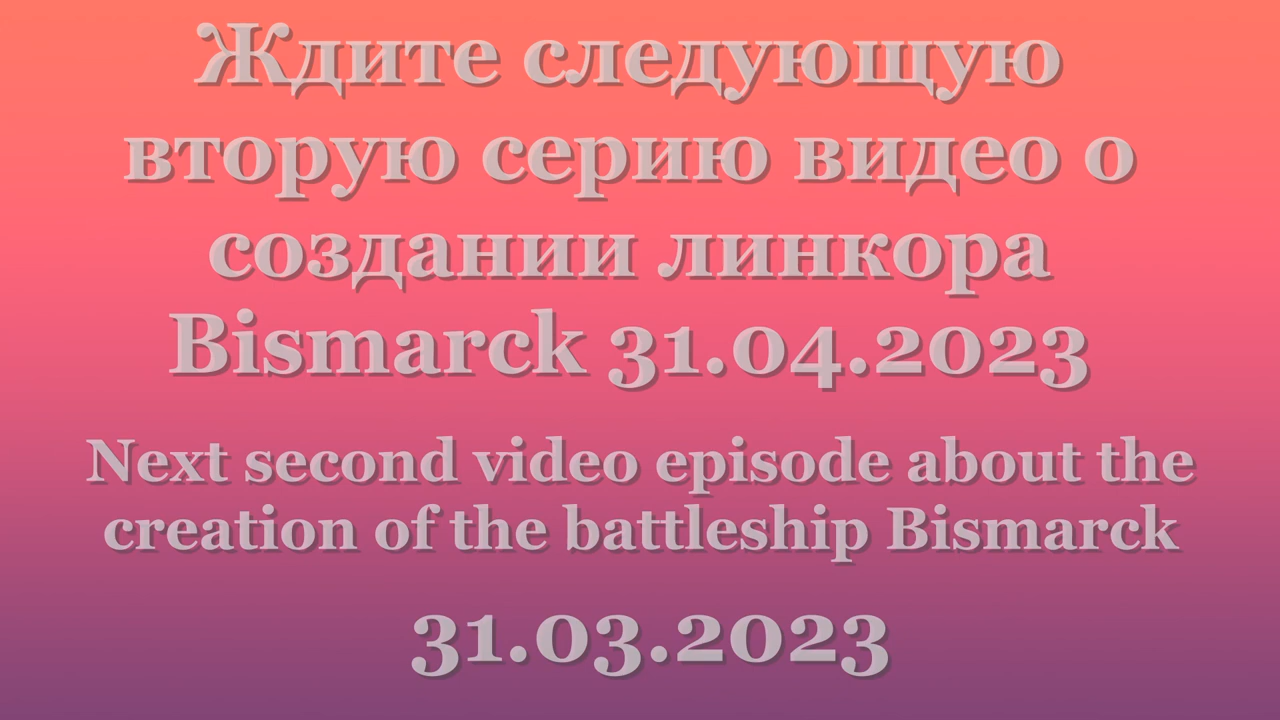 Ждите следующую
вторую серию видео о
создании линкора
Bismarck 31.04.2023
Next second video episode about the
creation of the battleship Bismarck
31.03.2023